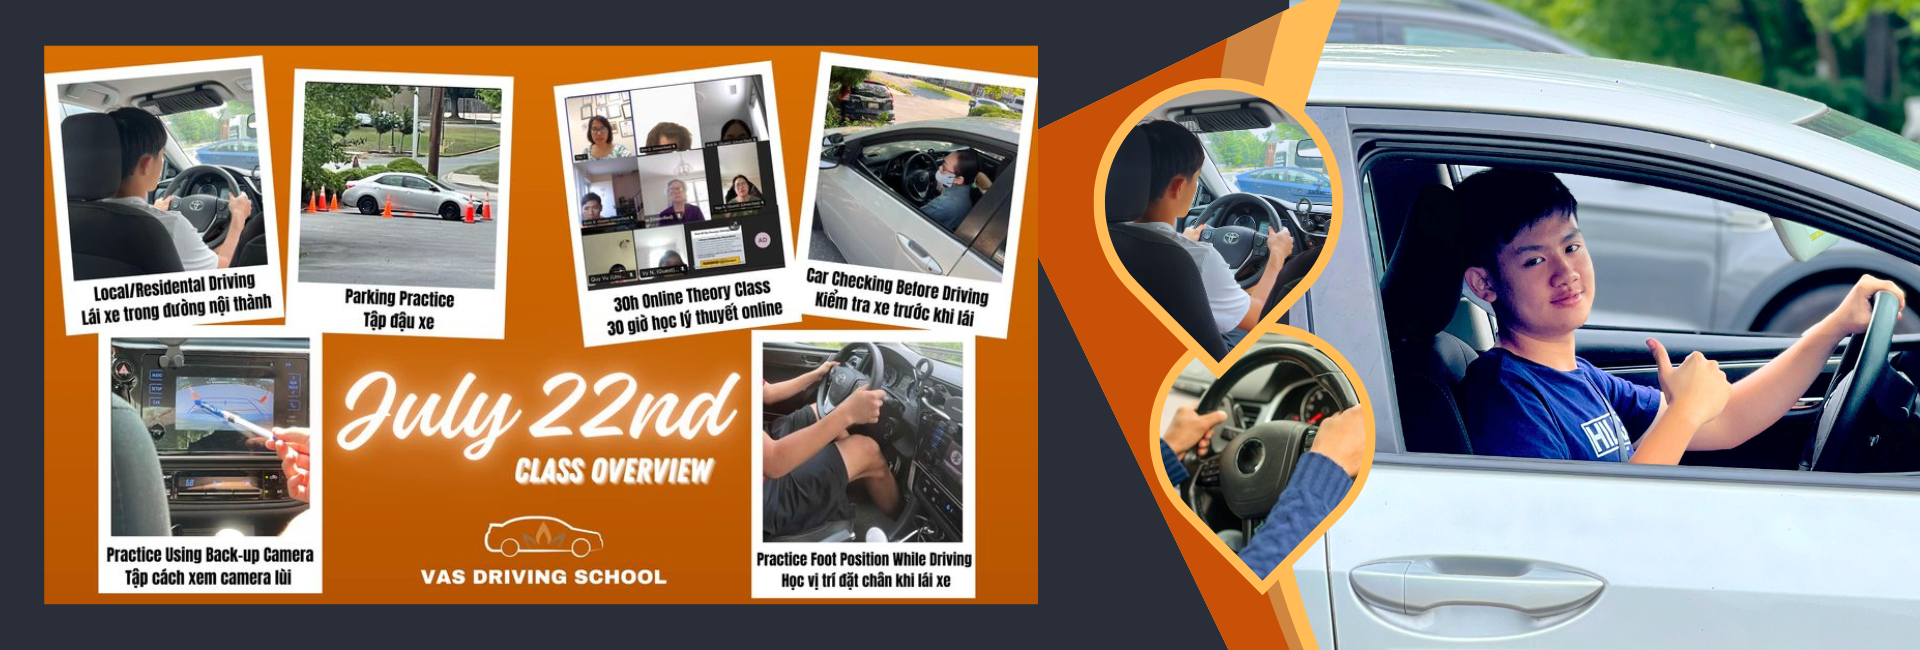 Local/Residential Driving
Lái xe trong đường nội thành
Parking Practice
Tập đậu xe
30h Online Theory Class
30 giờ học lý thuyết online
Car Checking Before Driving
Kiểm tra xe trước khi lái
Practice Using Back-up Camera
Tập cách xem camera lùi
July 22nd
CLASS OVERVIEW
VAS DRIVING SCHOOL
Practice Foot Position While Driving
Học vị trí đặt chân khi lái xe
AD